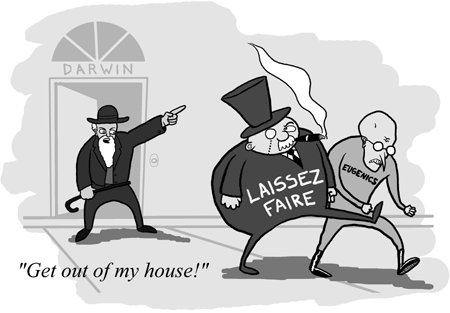 DARWIN
LAISSEZ
FAIRE
EUGENICS
"Get out of my house!"